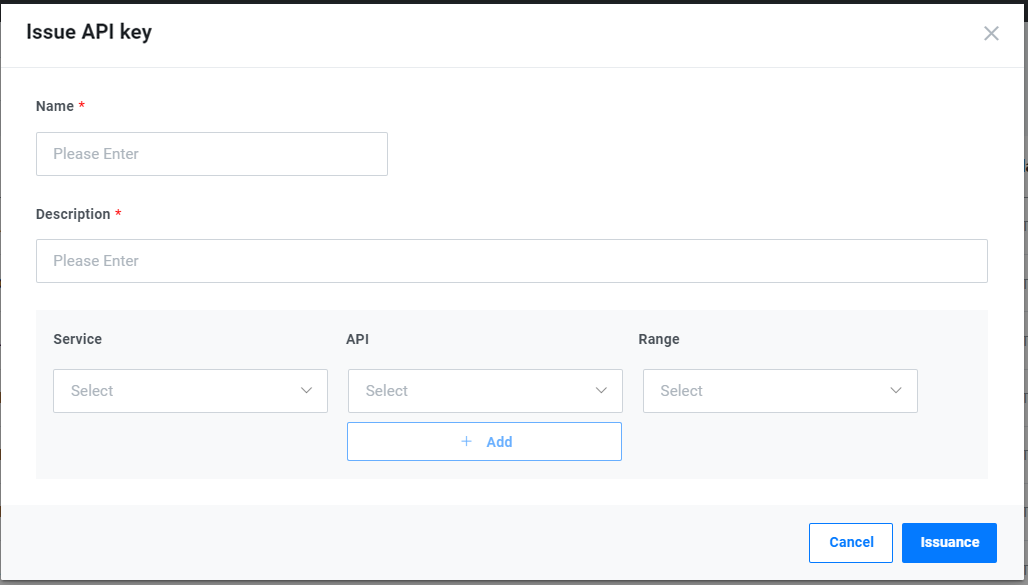 Issue API key
Name *
Please Enter
Description *
Please Enter
Service API Range
Select Select Select
+ Add
Cancel Issuance